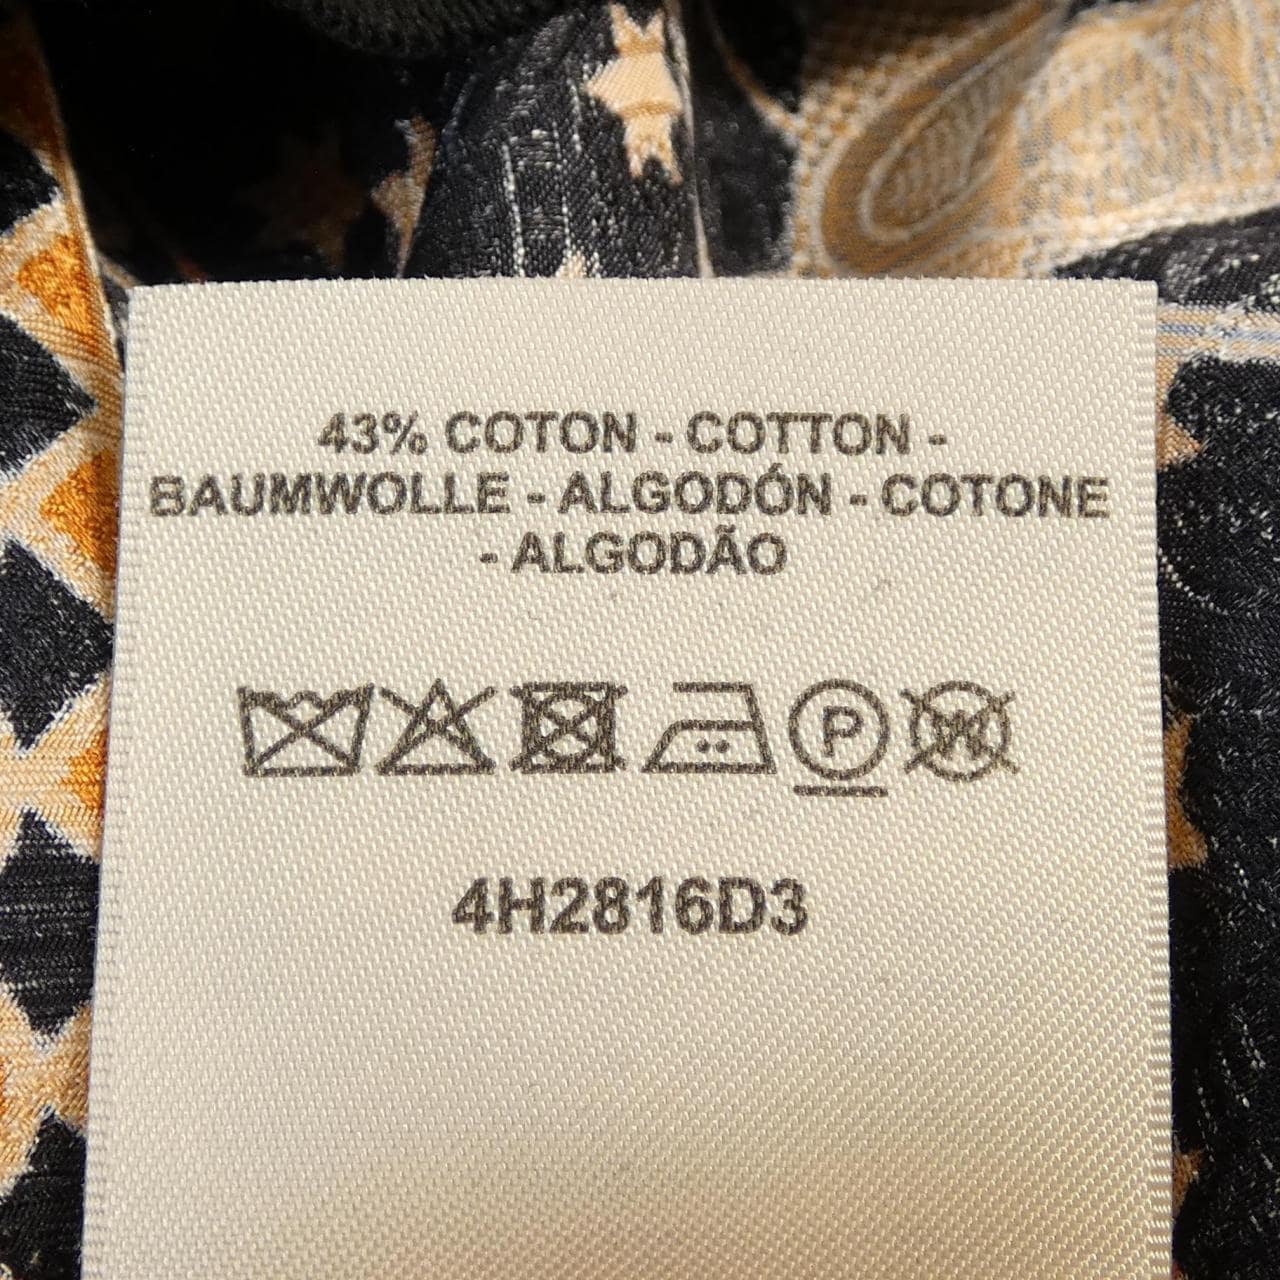 43% COTON - COTTON -
BAUMWOLLE - ALGODÓN - COTONE
- ALGODÃO
P W
4H2816D3